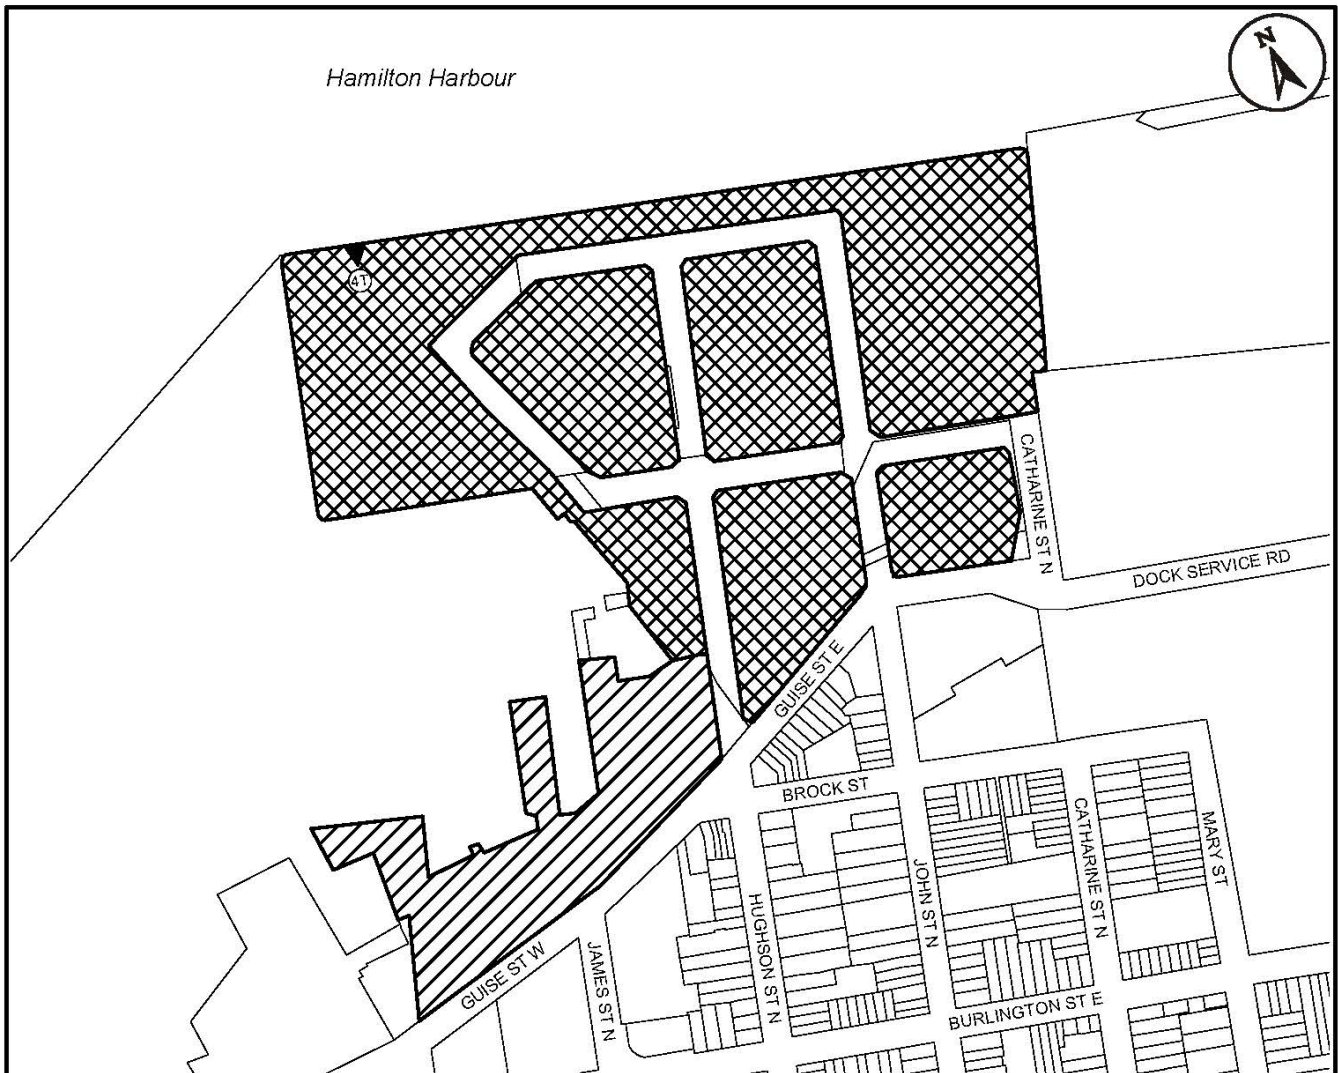 N
Hamilton Harbour
4T
CATHARINE ST N
DOCK SERVICE RD
GUISE ST E
BROCK ST
CATHARINE ST N
MARY ST
JOHN ST N
HUGHSON ST N
GUISE ST W
JAMES ST N
BURLINGTON ST E